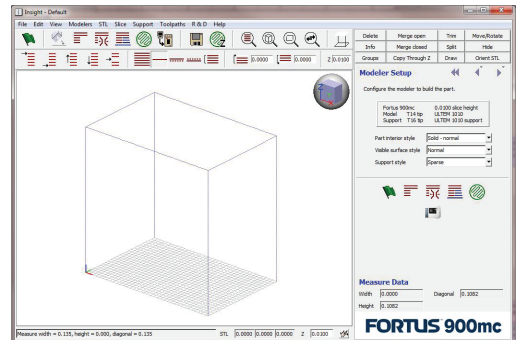 Insight - Default
File Edit View Modelers STL Slice Support Toolpaths R & D Help
0.0000 0.0000 Z 0.0100
Delete Merge open Trim Move/Rotate
Info Merge closed Split Hide
Groups Copy Through Z Draw Orient STL
Modeler Setup
Configure the modeler to build the part.
Fortus 900mc 0.0100 slice height
Model T14 tip ULTEM 1010
Support T16 tip ULTEM 1010 support
Part interior style Solid - normal
Visible surface style Normal
Support style Sparse
Z
Measure Data
Width 0.0000 Diagonal 0.1082
Height 0.1082
FORTUS 900mc
Measure width = 0.135, height = 0.000, diagonal = 0.135 STL 0.0000 0.0000 0.0000 Z 0.0100